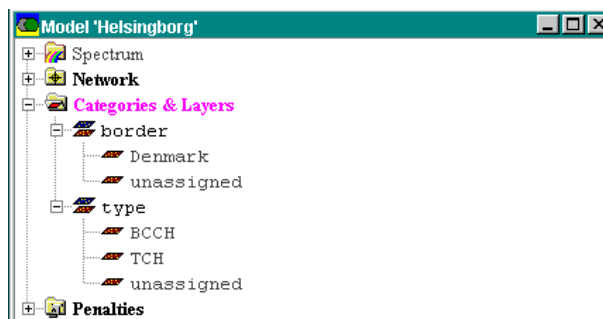 Model 'Helsingborg'
Spectrum
Network
Categories & Layers
border
Denmark
unassigned
type
BCCH
TCH
unassigned
Penalties